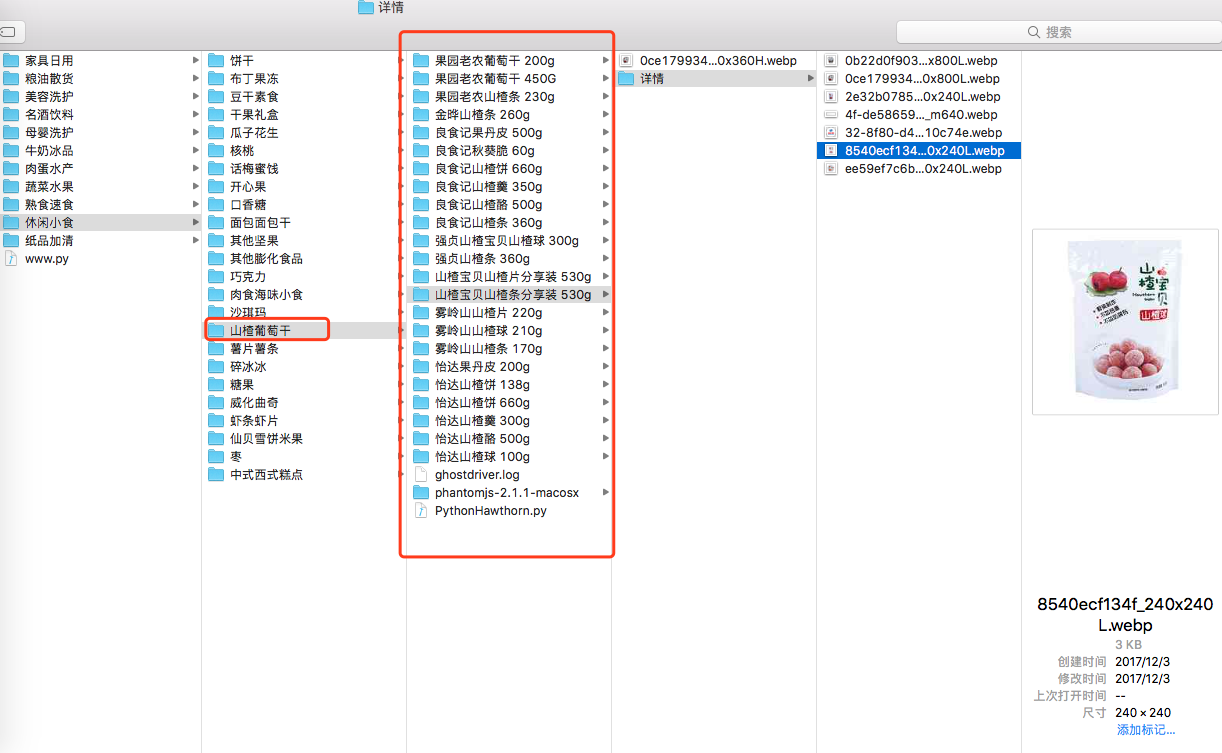 详情
搜索
家具日用
粮油散货
美容洗护
名酒饮料
母婴洗护
牛奶冰品
肉蛋水产
蔬菜水果
熟食速食
休闲小食
纸品加清
www.py
饼干
布丁果冻
豆干素食
干果礼盒
瓜子花生
核桃
话梅蜜饯
开心果
口香糖
面包面包干
其他坚果
其他膨化食品
巧克力
肉食海味小食
沙琪玛
山楂葡萄干
薯片薯条
碎冰冰
糖果
威化曲奇
虾条虾片
仙贝雪饼米果
枣
中式西式糕点
果园老农葡萄干 200g
果园老农葡萄干 450G
果园老农山楂条 230g
金晔山楂条 260g
良食记果丹皮 500g
良食记秋葵脆 60g
良食记山楂饼 660g
良食记山楂羹 350g
良食记山楂酪 500g
良食记山楂条 360g
强贞山楂宝贝山楂球 300g
强贞山楂条 360g
山楂宝贝山楂片分享装 530g
山楂宝贝山楂条分享装 530g
雾岭山山楂片 220g
雾岭山山楂球 210g
雾岭山山楂条 170g
怡达果丹皮 200g
怡达山楂饼 138g
怡达山楂饼 660g
怡达山楂羹 300g
怡达山楂酪 500g
怡达山楂球 100g
ghostdriver.log
phantomjs-2.1.1-macosx
PythonHawthorn.py
0ce179934...0x360H.webp
详情
0b22d0f903...x800L.webp
0ce179934...0x800L.webp
2e32b0785...0x240L.webp
4f-de58659..._m640.webp
32-8f80-d4...10c74e.webp
8540ecf134...0x240L.webp
ee59ef7c6b...0x240L.webp
山楂宝贝
Hawthorn
山楂球
8540ecf134f_240x240
L.webp
3 KB
创建时间 2017/12/3
修改时间 2017/12/3
上次打开时间 --
尺寸 240 × 240
添加标记...